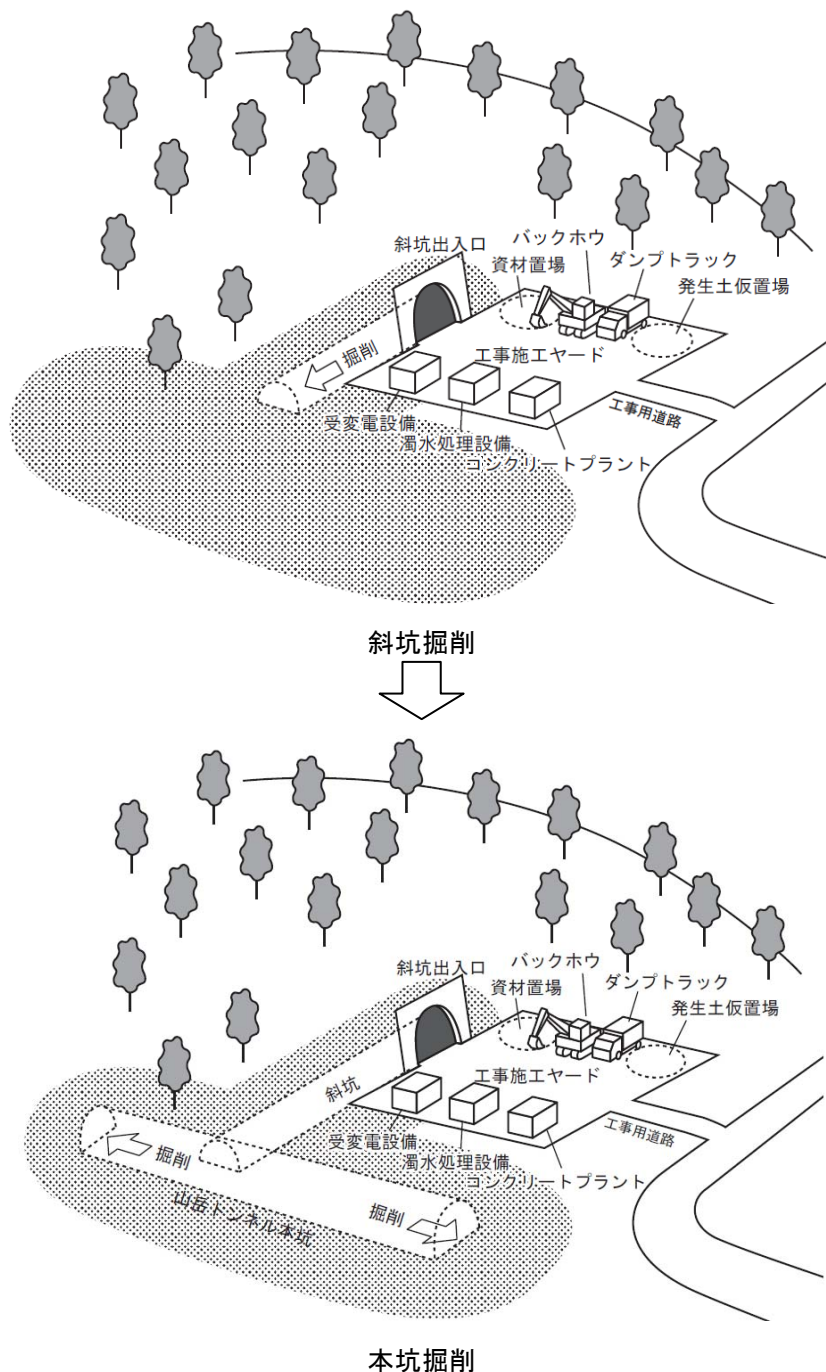 斜坑出入口
バックホウ
資材置場
ダンプトラック
発生土仮置場
掘削
工事施工ヤード
工事用道路
受変電設備
濁水処理設備
コンクリートプラント
斜坑掘削
斜坑出入口
バックホウ
資材置場
ダンプトラック
発生土仮置場
斜坑
工事施工ヤード
工事用道路
受変電設備
濁水処理設備
コンクリートプラント
掘削
山岳トンネル本坑
掘削
本坑掘削